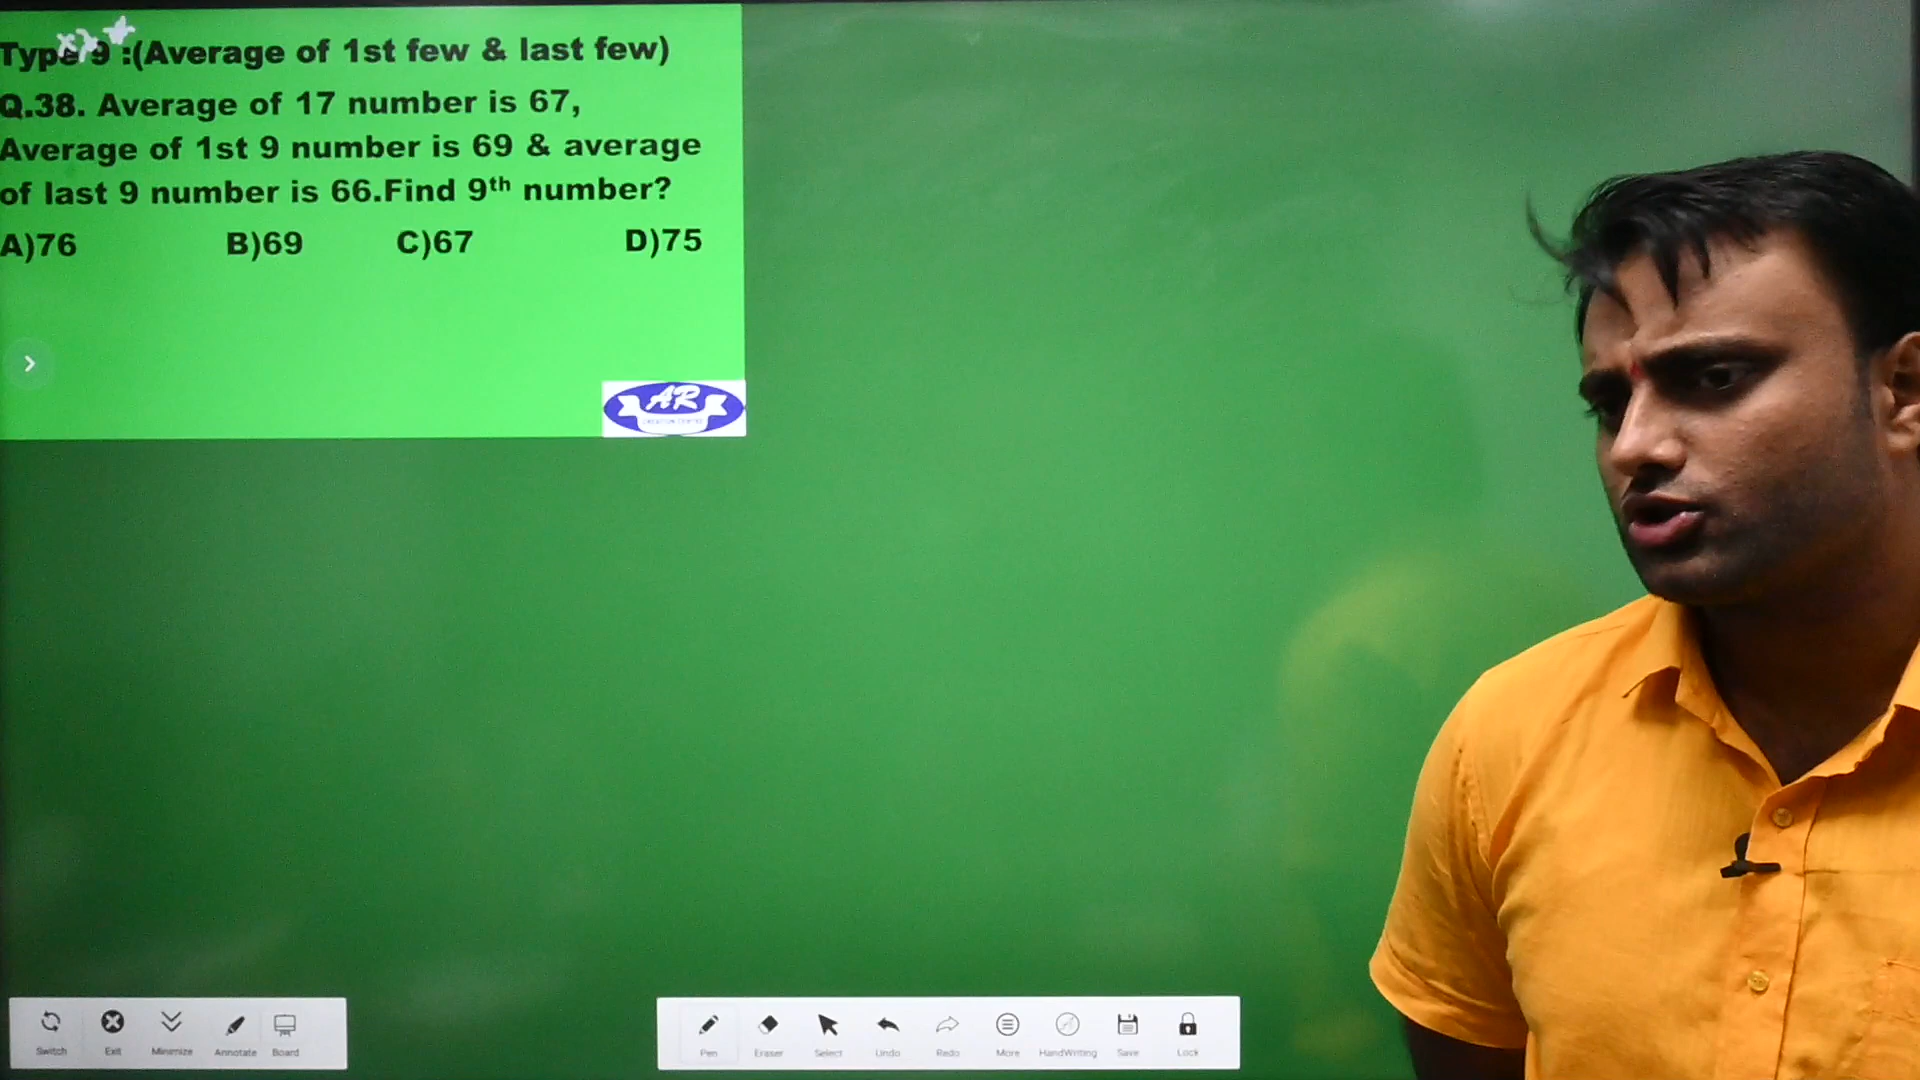 Type 9 :(Average of 1st few & last few)
Q.38. Average of 17 number is 67,
Average of 1st 9 number is 69 & average
of last 9 number is 66.Find 9th number?
A)76 B)69 C)67 D)75
AR
Switch Exit Minimize Annotate Board
Pen Eraser Select Undo Redo More HandWriting Save Lock